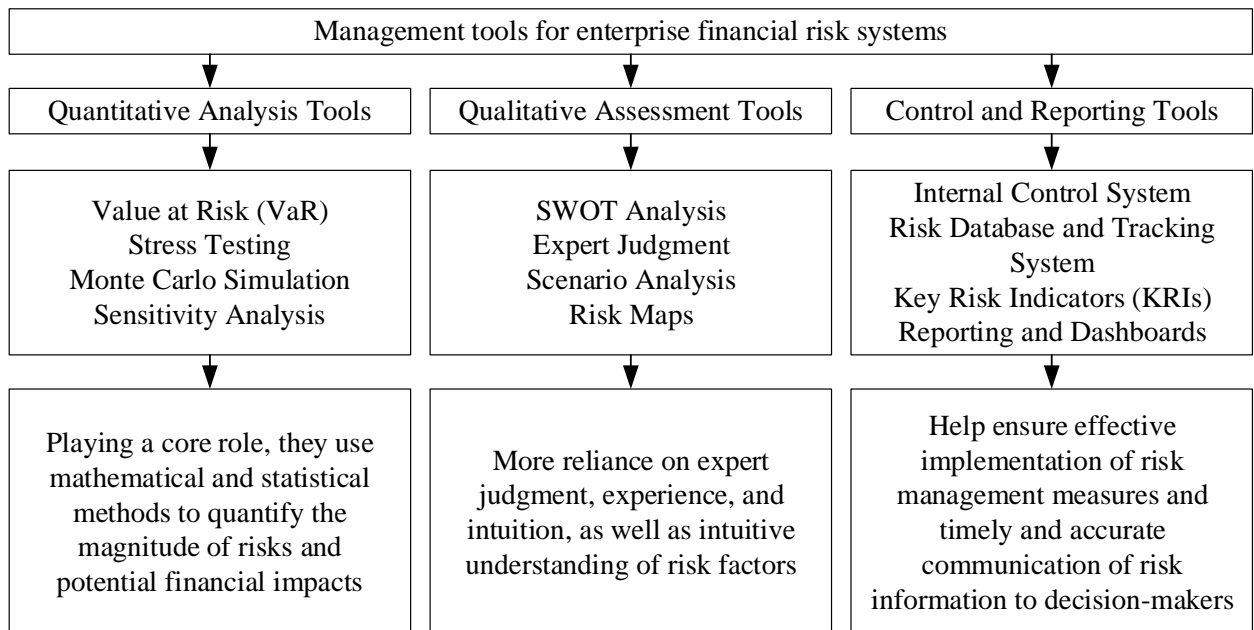 Management tools for enterprise financial risk systems
Quantitative Analysis Tools
Qualitative Assessment Tools
Control and Reporting Tools
Value at Risk (VaR)
Stress Testing
Monte Carlo Simulation
Sensitivity Analysis
SWOT Analysis
Expert Judgment
Scenario Analysis
Risk Maps
Internal Control System
Risk Database and Tracking
System
Key Risk Indicators (KRIs)
Reporting and Dashboards
Playing a core role, they use
mathematical and statistical
methods to quantify the
magnitude of risks and
potential financial impacts
More reliance on expert
judgment, experience, and
intuition, as well as intuitive
understanding of risk factors
Help ensure effective
implementation of risk
management measures and
timely and accurate
communication of risk
information to decision-makers